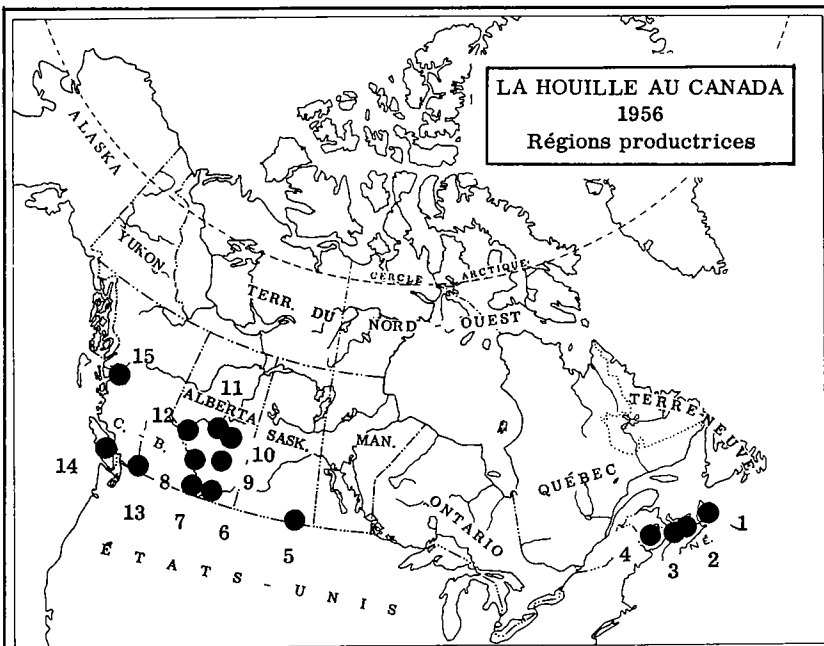 LA HOUILLE AU CANADA
1956
Régions productrices
ALASKA
YUKON
CERCLE ARCTIQUE
TERR. DU NORD-OUEST
15
11
12
ALBERTA
TERRE-NEUVE
C. B.
SASK.
MAN.
10
14
QUÉBEC
8
9
ONTARIO
13
7
6
5
4
3
2
1
N.É.
ÉTATS-UNIS